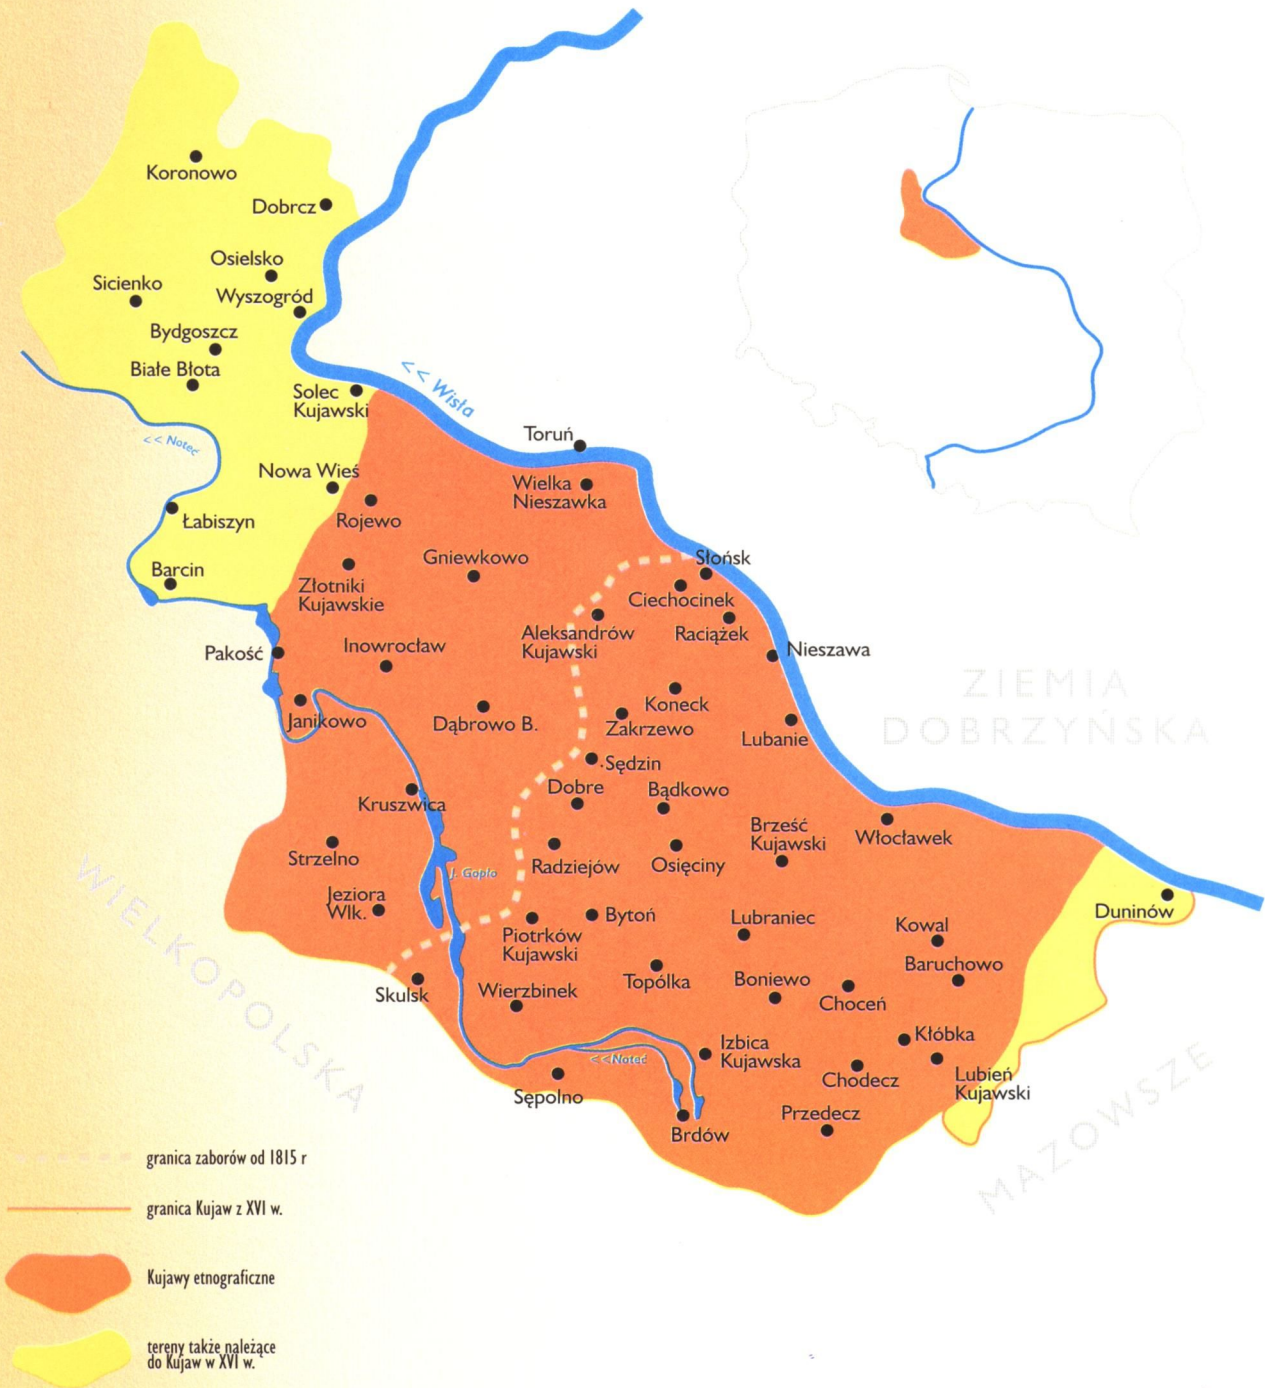 Koronowo
Dobrcz
Osielsko
Sicienko
Wyszogród
Bydgoszcz
Białe Błota
Solec
Kujawski
<< Wisła
<< Noteć
Toruń
Nowa Wieś
Wielka
Nieszawka
Łabiszyn
Rojewo
Gniewkowo
Słońsk
Barcin
Złotniki
Kujawskie
Ciechocinek
Aleksandrów
Kujawski
Raciążek
Pakość
Inowrocław
Nieszawa
ZIEMIA
DOBRZYŃSKA
Koneck
Janikowo
Dąbrowo B.
Zakrzewo
Lubanie
Sędzin
Dobre
Bądkowo
Kruszwica
Brześć
Kujawski
Włocławek
Strzelno
Radziejów
Osięciny
J. Gopło
WIELKOPOLSKA
Jeziora
Wlk.
Bytoń
Lubraniec
Duninów
Kowal
Piotrków
Kujawski
Baruchowo
Topólka
Boniewo
Skulsk
Wierzbinek
Choceń
Kłóbka
Izbica
Kujawska
<<Noteć
Chodecz
Lubień
Kujawski
Sępolno
Przedecz
Brdów
MAZOWSZE
granica zaborów od 1815 r
granica Kujaw z XVI w.
Kujawy etnograficzne
tereny także należące
do Kujaw w XVI w.